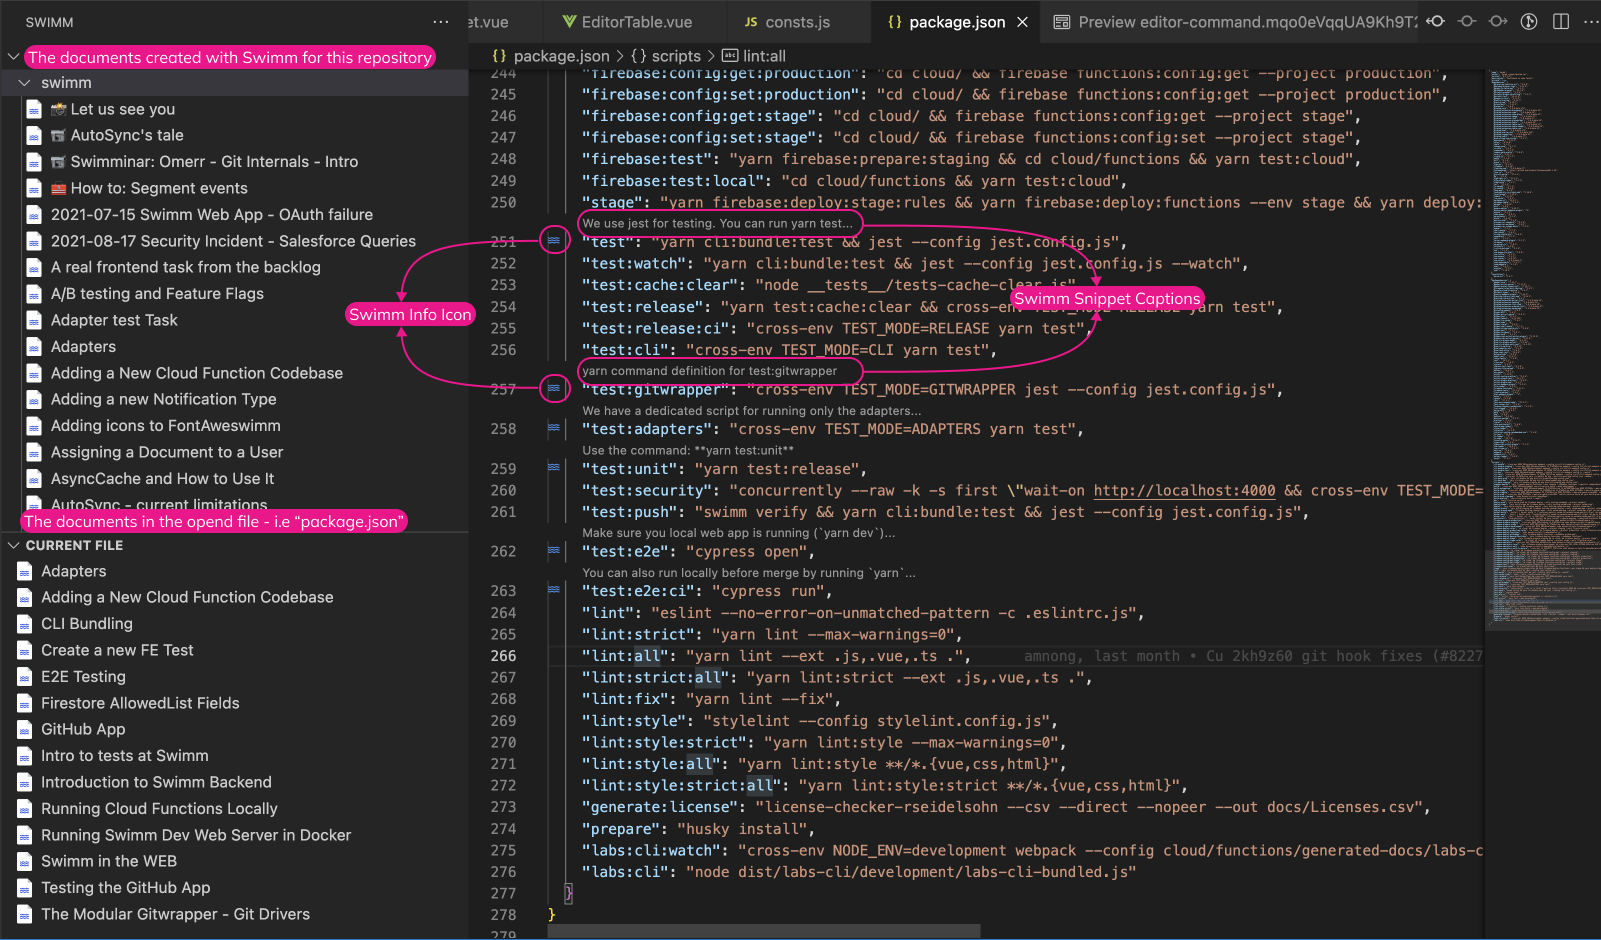 SWIMM
The documents created with Swimm for this repository
swimm
Let us see you
AutoSync's tale
Swimminar: Omerr - Git Internals - Intro
How to: Segment events
2021-07-15 Swimm Web App - OAuth failure
2021-08-17 Security Incident - Salesforce Queries
A real frontend task from the backlog
A/B testing and Feature Flags
Adapter test Task
Adapters
Adding a New Cloud Function Codebase
Adding a new Notification Type
Adding icons to FontAweswimm
Assigning a Document to a User
AsyncCache and How to Use It
AutoSync - current limitations
The documents in the opend file - i.e “package.json”
CURRENT FILE
Adapters
Adding a New Cloud Function Codebase
CLI Bundling
Create a new FE Test
E2E Testing
Firestore AllowedList Fields
GitHub App
Intro to tests at Swimm
Introduction to Swimm Backend
Running Cloud Functions Locally
Running Swimm Dev Web Server in Docker
Swimm in the WEB
Testing the GitHub App
The Modular Gitwrapper - Git Drivers
et.vue
EditorTable.vue
JS consts.js
{} package.json
Preview editor-command.mqo0eVqqUA9Kh9T2
{} package.json > {} scripts > abc lint:all
244 "firebase:config:get:production": "cd cloud/ && firebase functions:config:get --project production",
245 "firebase:config:set:production": "cd cloud/ && firebase functions:config:get --project production",
246 "firebase:config:get:stage": "cd cloud/ && firebase functions:config:get --project stage",
247 "firebase:config:set:stage": "cd cloud/ && firebase functions:config:get --project stage",
248 "firebase:test": "yarn firebase:prepare:staging && cd cloud/functions && yarn test:cloud",
249 "firebase:test:local": "cd cloud/functions && yarn test:cloud",
250 "stage": "yarn firebase:deploy:stage:rules && yarn firebase:deploy:functions --env stage && yarn deploy:
We use jest for testing. You can run yarn test...
251 "test": "yarn cli:bundle:test && jest --config jest.config.js",
252 "test:watch": "yarn cli:bundle:test && jest --config jest.config.js --watch",
253 "test:cache:clear": "node __tests__/tests-cache-clear.js",
Swimm Snippet Captions
254 "test:release": "yarn test:cache:clear && cross-env TEST_MODE=RELEASE yarn test",
Swimm Info Icon
255 "test:release:ci": "cross-env TEST_MODE=RELEASE yarn test",
256 "test:cli": "cross-env TEST_MODE=CLI yarn test",
yarn command definition for test:gitwrapper
257 "test:gitwrapper": "cross-env TEST_MODE=GITWRAPPER jest --config jest.config.js",
We have a dedicated script for running only the adapters...
258 "test:adapters": "cross-env TEST_MODE=ADAPTERS yarn test",
Use the command: **yarn test:unit**
259 "test:unit": "yarn test:release",
260 "test:security": "concurrently --raw -k -s first \"wait-on http://localhost:4000 && cross-env TEST_MODE=
261 "test:push": "swimm verify && yarn cli:bundle:test && jest --config jest.config.js",
Make sure you local web app is running (`yarn dev`)...
262 "test:e2e": "cypress open",
You can also run locally before merge by running `yarn`...
263 "test:e2e:ci": "cypress run",
264 "lint": "eslint --no-error-on-unmatched-pattern -c .eslintrc.js",
265 "lint:strict": "yarn lint --max-warnings=0",
266 "lint:all": "yarn lint --ext .js,.vue,.ts .", amnong, last month • Cu 2kh9z60 git hook fixes (#8227
267 "lint:strict:all": "yarn lint:strict --ext .js,.vue,.ts .",
268 "lint:fix": "yarn lint --fix",
269 "lint:style": "stylelint --config stylelint.config.js",
270 "lint:style:strict": "yarn lint:style --max-warnings=0",
271 "lint:style:all": "yarn lint:style **/*.{vue,css,html}",
272 "lint:style:strict:all": "yarn lint:style:strict **/*.{vue,css,html}",
273 "generate:license": "license-checker-rseidelsohn --csv --direct --nopeer --out docs/Licenses.csv",
274 "prepare": "husky install",
275 "labs:cli:watch": "cross-env NODE_ENV=development webpack --config cloud/functions/generated-docs/labs-c
276 "labs:cli": "node dist/labs-cli/development/labs-cli-bundled.js"
277 }
278 }
279